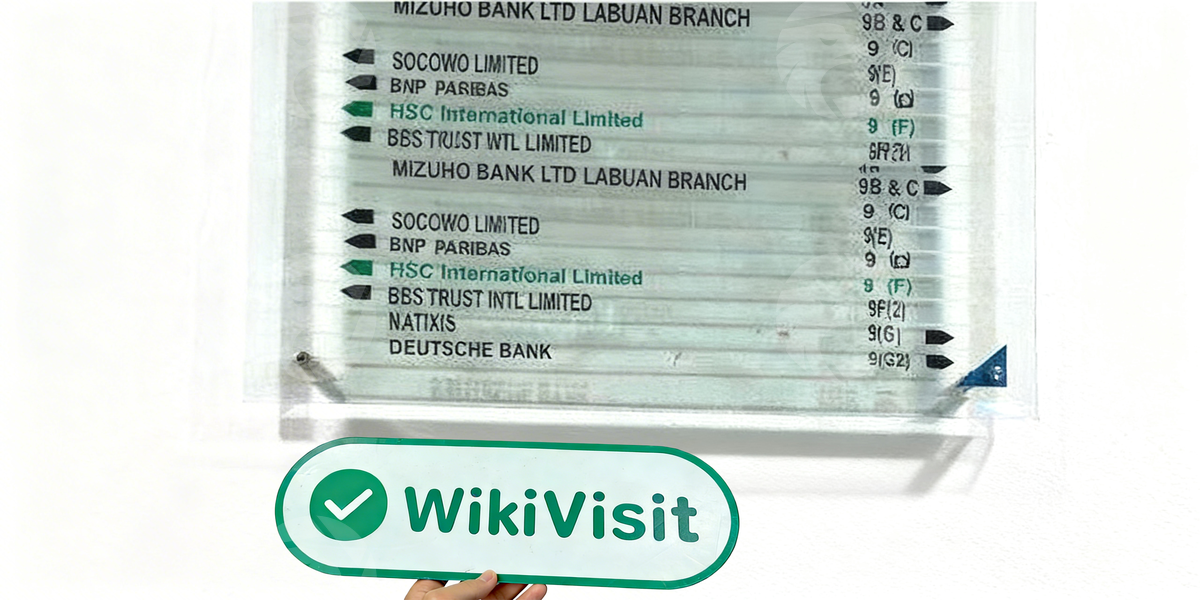 MIZUHO BANK LTD LABUAN BRANCH 9B & C
9 (C)
SOCOWO LIMITED 9(E)
BNP PARIBAS 9
HSC International Limited 9 (F)
BBS TRUST LIMITED
MIZUHO BANK LTD LABUAN BRANCH 9B & C
9 (C)
SOCOWO LIMITED 9(E)
BNP PARIBAS 9
HSC International Limited 9 (F)
BBS TRUST INTL LIMITED 9F(2)
NATIXIS 9(G)
DEUTSCHE BANK 9(G2)
WikiVisit